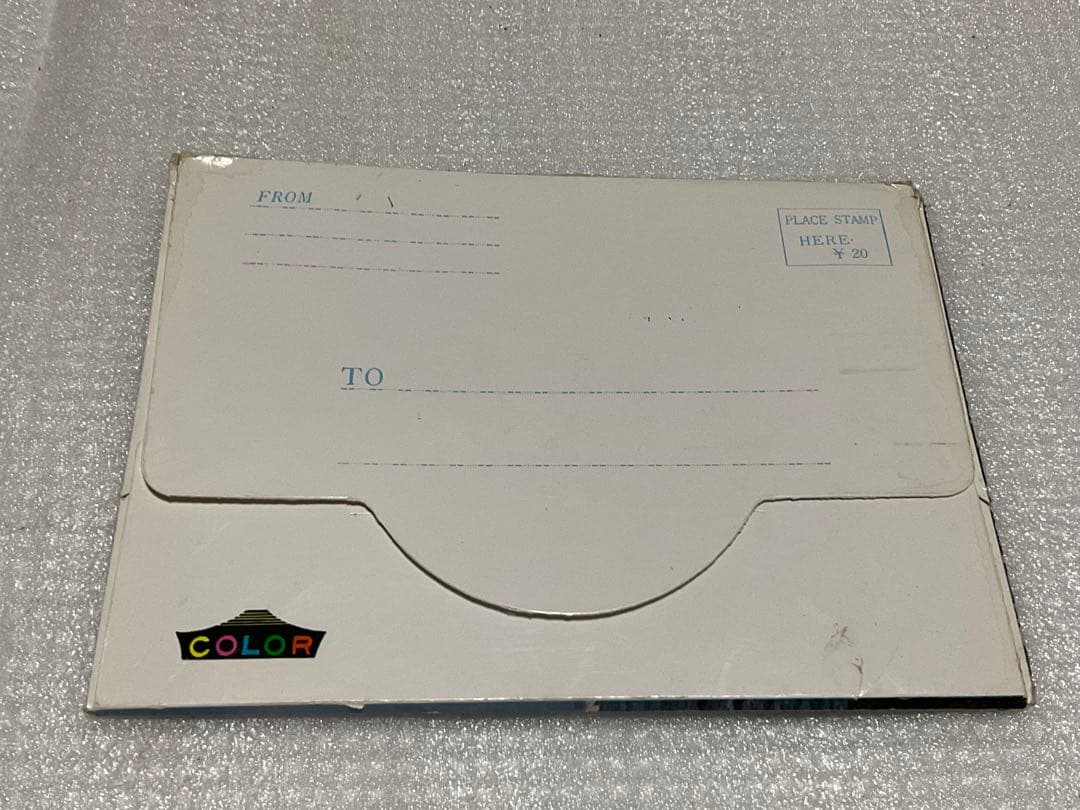 FROM
PLACE STAMP
HERE·
¥ 20
TO
COLOR